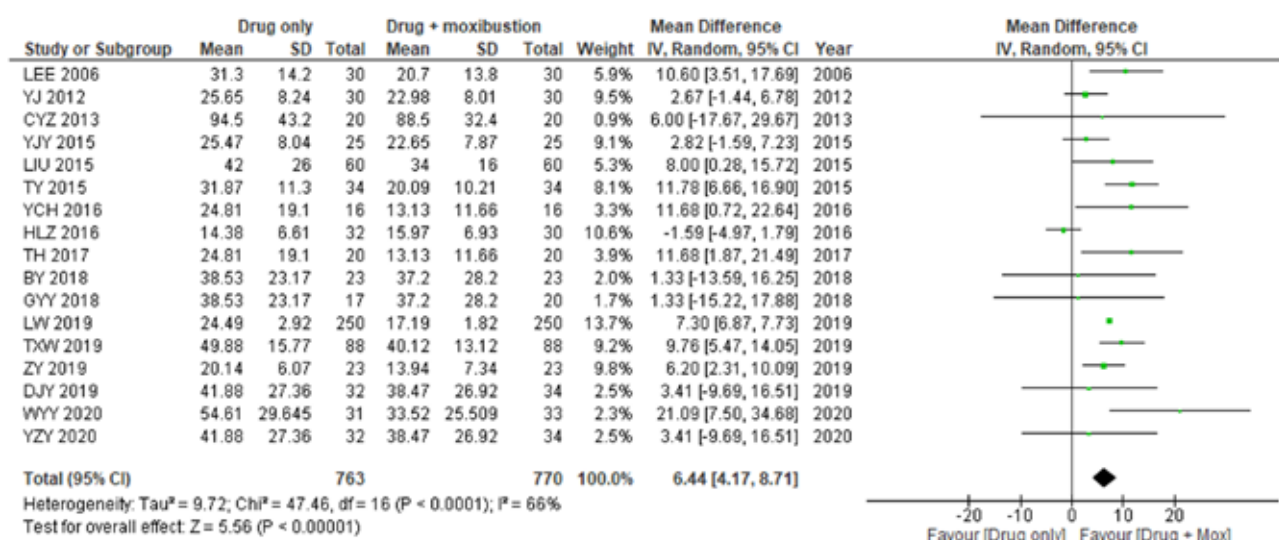 Drug only Drug + moxibustion Mean Difference Mean Difference
Study or Subgroup Mean SD Total Mean SD Total Weight IV, Random, 95% CI Year IV, Random, 95% CI
LEE 2006 31.3 14.2 30 20.7 13.8 30 5.9% 10.60 [3.51, 17.69] 2006
YJ 2012 25.65 8.24 30 22.98 8.01 30 9.5% 2.67 [-1.44, 6.78] 2012
CYZ 2013 94.5 43.2 20 88.5 32.4 20 0.9% 6.00 [-17.67, 29.67] 2013
YJY 2015 25.47 8.04 25 22.65 7.87 25 9.1% 2.82 [-1.59, 7.23] 2015
LIU 2015 42 26 60 34 16 60 5.3% 8.00 [0.28, 15.72] 2015
TY 2015 31.87 11.3 34 20.09 10.21 34 8.1% 11.78 [6.66, 16.90] 2015
YCH 2016 24.81 19.1 16 13.13 11.66 16 3.3% 11.68 [0.72, 22.64] 2016
HLZ 2016 14.38 6.61 32 15.97 6.93 30 10.6% -1.59 [-4.97, 1.79] 2016
TH 2017 24.81 19.1 20 13.13 11.66 20 3.9% 11.68 [1.87, 21.49] 2017
BY 2018 38.53 23.17 23 37.2 28.2 23 2.0% 1.33 [-13.59, 16.25] 2018
GYY 2018 38.53 23.17 17 37.2 28.2 20 1.7% 1.33 [-15.22, 17.88] 2018
LW 2019 24.49 2.92 250 17.19 1.82 250 13.7% 7.30 [6.87, 7.73] 2019
TXW 2019 49.88 15.77 88 40.12 13.12 88 9.2% 9.76 [5.47, 14.05] 2019
ZY 2019 20.14 6.07 23 13.94 7.34 23 9.8% 6.20 [2.31, 10.09] 2019
DJY 2019 41.88 27.36 32 38.47 26.92 34 2.5% 3.41 [-9.69, 16.51] 2019
WYY 2020 54.61 29.645 31 33.52 25.509 33 2.3% 21.09 [7.50, 34.68] 2020
YZY 2020 41.88 27.36 32 38.47 26.92 34 2.5% 3.41 [-9.69, 16.51] 2020
Total (95% CI) 763 770 100.0% 6.44 [4.17, 8.71]
Heterogeneity: Tau² = 9.72; Chi² = 47.46, df = 16 (P < 0.0001); I² = 66%
Test for overall effect: Z = 5.56 (P < 0.00001)
-20 -10 0 10 20
Favour [Drug only] Favour [Drug + Mox]